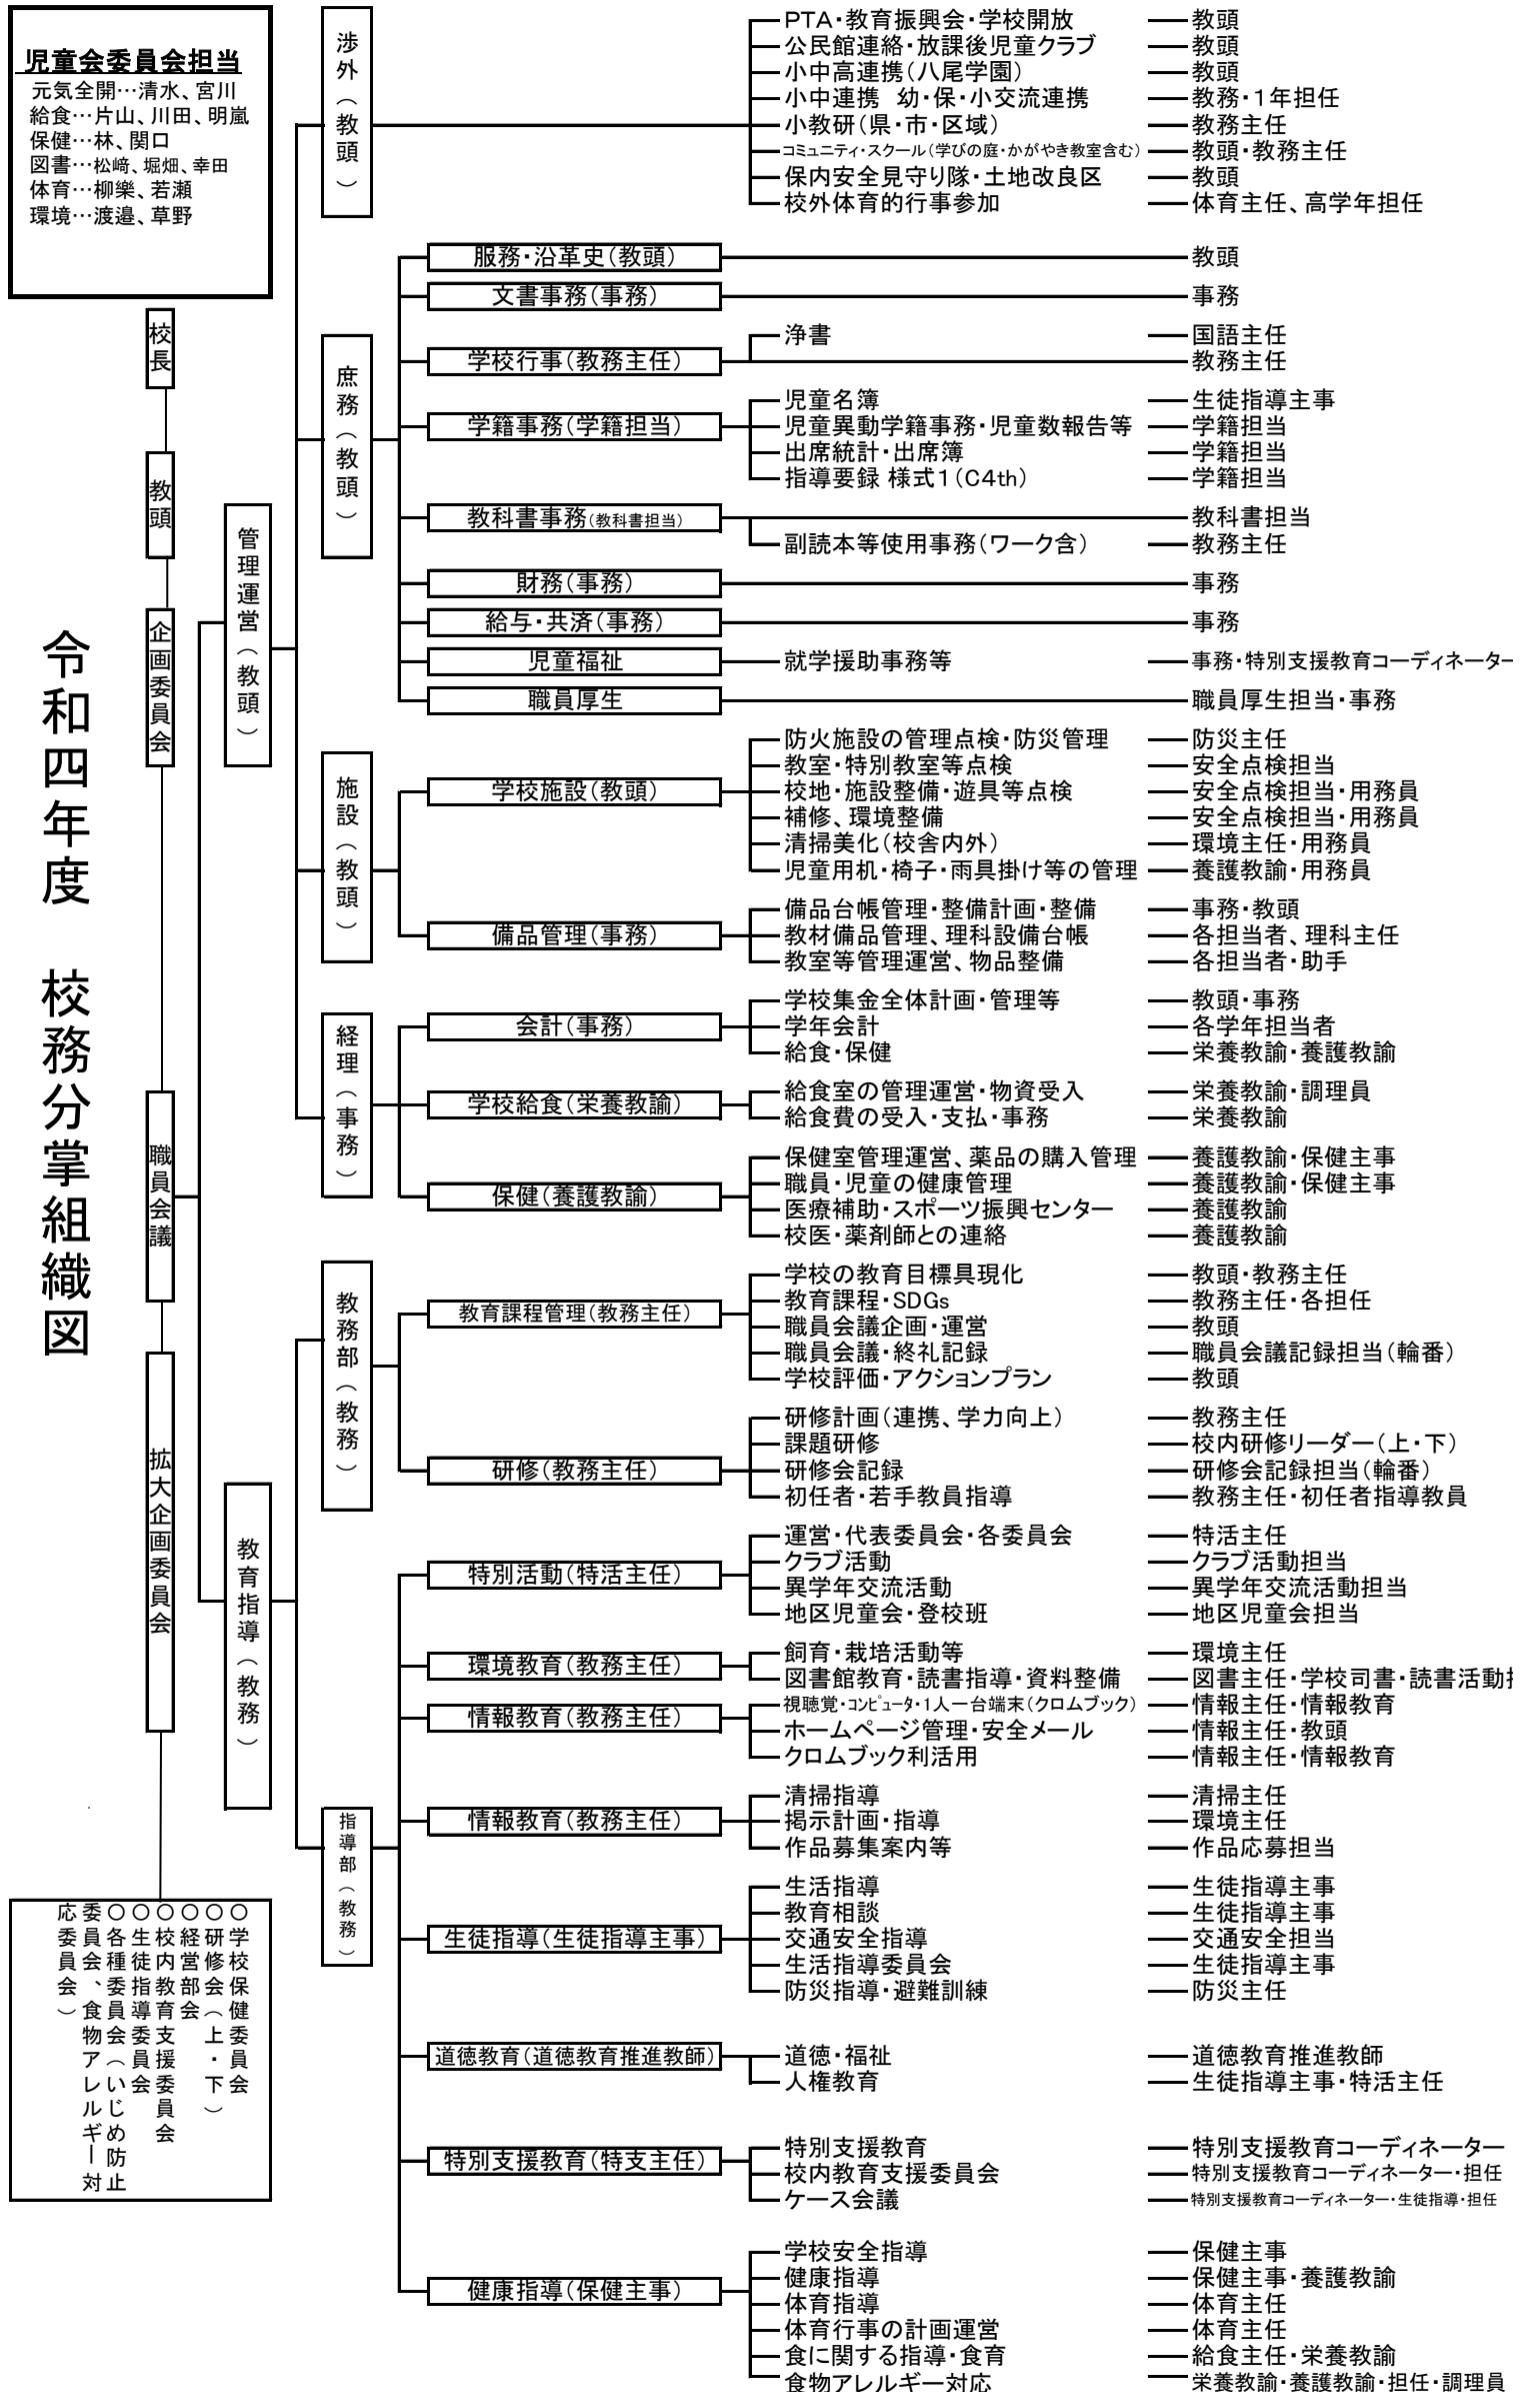 児童会委員会担当
元気全開…清水、宮川
給食…片山、川田、明嵐
保健…林、関口
図書…松﨑、堀畑、幸田
体育…柳樂、若瀬
環境…渡邉、草野
令和四年度 校務分掌組織図
校長
教頭
企画委員会
職員会議
拡大企画委員会
○学校保健委員会
○研修会(上・下)
○経営部会
○校内教育支援委員会
○生徒指導委員会
○各種委員会(いじめ防止
委員会、食物アレルギー対
応委員会)
管理運営(教頭)
渉外(教頭)
PTA・教育振興会・学校開放 教頭
公民館連絡・放課後児童クラブ 教頭
小中高連携(八尾学園) 教頭
小中連携 幼・保・小交流連携 教務・1年担任
小教研(県・市・区域) 教務主任
コミュニティ・スクール(学びの庭・かがやき教室含む) 教頭・教務主任
保内安全見守り隊・土地改良区 教頭
校外体育的行事参加 体育主任、高学年担任
庶務(教頭)
服務・沿革史(教頭) 教頭
文書事務(事務) 事務
学校行事(教務主任)
浄書 国語主任
教務主任
学籍事務(学籍担当)
児童名簿 生徒指導主事
児童異動学籍事務・児童数報告等 学籍担当
出席統計・出席簿 学籍担当
指導要録 様式1(C4th) 学籍担当
教科書事務(教科書担当) 教科書担当
副読本等使用事務(ワーク含) 教務主任
財務(事務) 事務
給与・共済(事務) 事務
児童福祉 就学援助事務等 事務・特別支援教育コーディネーター
職員厚生 職員厚生担当・事務
施設(教頭)
学校施設(教頭)
防火施設の管理点検・防災管理 防災主任
教室・特別教室等点検 安全点検担当
校地・施設整備・遊具等点検 安全点検担当・用務員
補修、環境整備 安全点検担当・用務員
清掃美化(校舎内外) 環境主任・用務員
児童用机・椅子・雨具掛け等の管理 養護教諭・用務員
備品管理(事務)
備品台帳管理・整備計画・整備 事務・教頭
教材備品管理、理科設備台帳 各担当者、理科主任
教室等管理運営、物品整備 各担当者・助手
経理(事務)
会計(事務)
学校集金全体計画・管理等 教頭・事務
学年会計 各学年担当者
給食・保健 栄養教諭・養護教諭
学校給食(栄養教諭)
給食室の管理運営・物資受入 栄養教諭・調理員
給食費の受入・支払・事務 栄養教諭
保健(養護教諭)
保健室管理運営、薬品の購入管理 養護教諭・保健主事
職員・児童の健康管理 養護教諭・保健主事
医療補助・スポーツ振興センター 養護教諭
校医・薬剤師との連絡 養護教諭
教育指導(教務)
教務部(教務)
教育課程管理(教務主任)
学校の教育目標具現化 教頭・教務主任
教育課程・SDGs 教務主任・各担任
職員会議企画・運営 教頭
職員会議・終礼記録 職員会議記録担当(輪番)
学校評価・アクションプラン 教頭
研修(教務主任)
研修計画(連携、学力向上) 教務主任
課題研修 校内研修リーダー(上・下)
研修会記録 研修会記録担当(輪番)
初任者・若手教員指導 教務主任・初任者指導教員
指導部(教務)
特別活動(特活主任)
運営・代表委員会・各委員会 特活主任
クラブ活動 クラブ活動担当
異学年交流活動 異学年交流活動担当
地区児童会・登校班 地区児童会担当
環境教育(教務主任)
飼育・栽培活動等 環境主任
図書館教育・読書指導・資料整備 図書主任・学校司書・読書活動
情報教育(教務主任)
視聴覚・コンピュータ・1人一台端末(クロムブック) 情報主任・情報教育
ホームページ管理・安全メール 情報主任・教頭
クロムブック利活用 情報主任・情報教育
情報教育(教務主任)
清掃指導 清掃主任
掲示計画・指導 環境主任
作品募集案内等 作品応募担当
生徒指導(生徒指導主事)
生活指導 生徒指導主事
教育相談 生徒指導主事
交通安全指導 交通安全担当
生活指導委員会 生徒指導主事
防災指導・避難訓練 防災主任
道徳教育(道徳教育推進教師)
道徳・福祉 道徳教育推進教師
人権教育 生徒指導主事・特活主任
特別支援教育(特支主任)
特別支援教育 特別支援教育コーディネーター
校内教育支援委員会 特別支援教育コーディネーター・担任
ケース会議 特別支援教育コーディネーター・生徒指導・担任
健康指導(保健主事)
学校安全指導 保健主事
健康指導 保健主事・養護教諭
体育指導 体育主任
体育行事の計画運営 体育主任
食に関する指導・食育 給食主任・栄養教諭
食物アレルギー対応 栄養教諭・養護教諭・担任・調理員